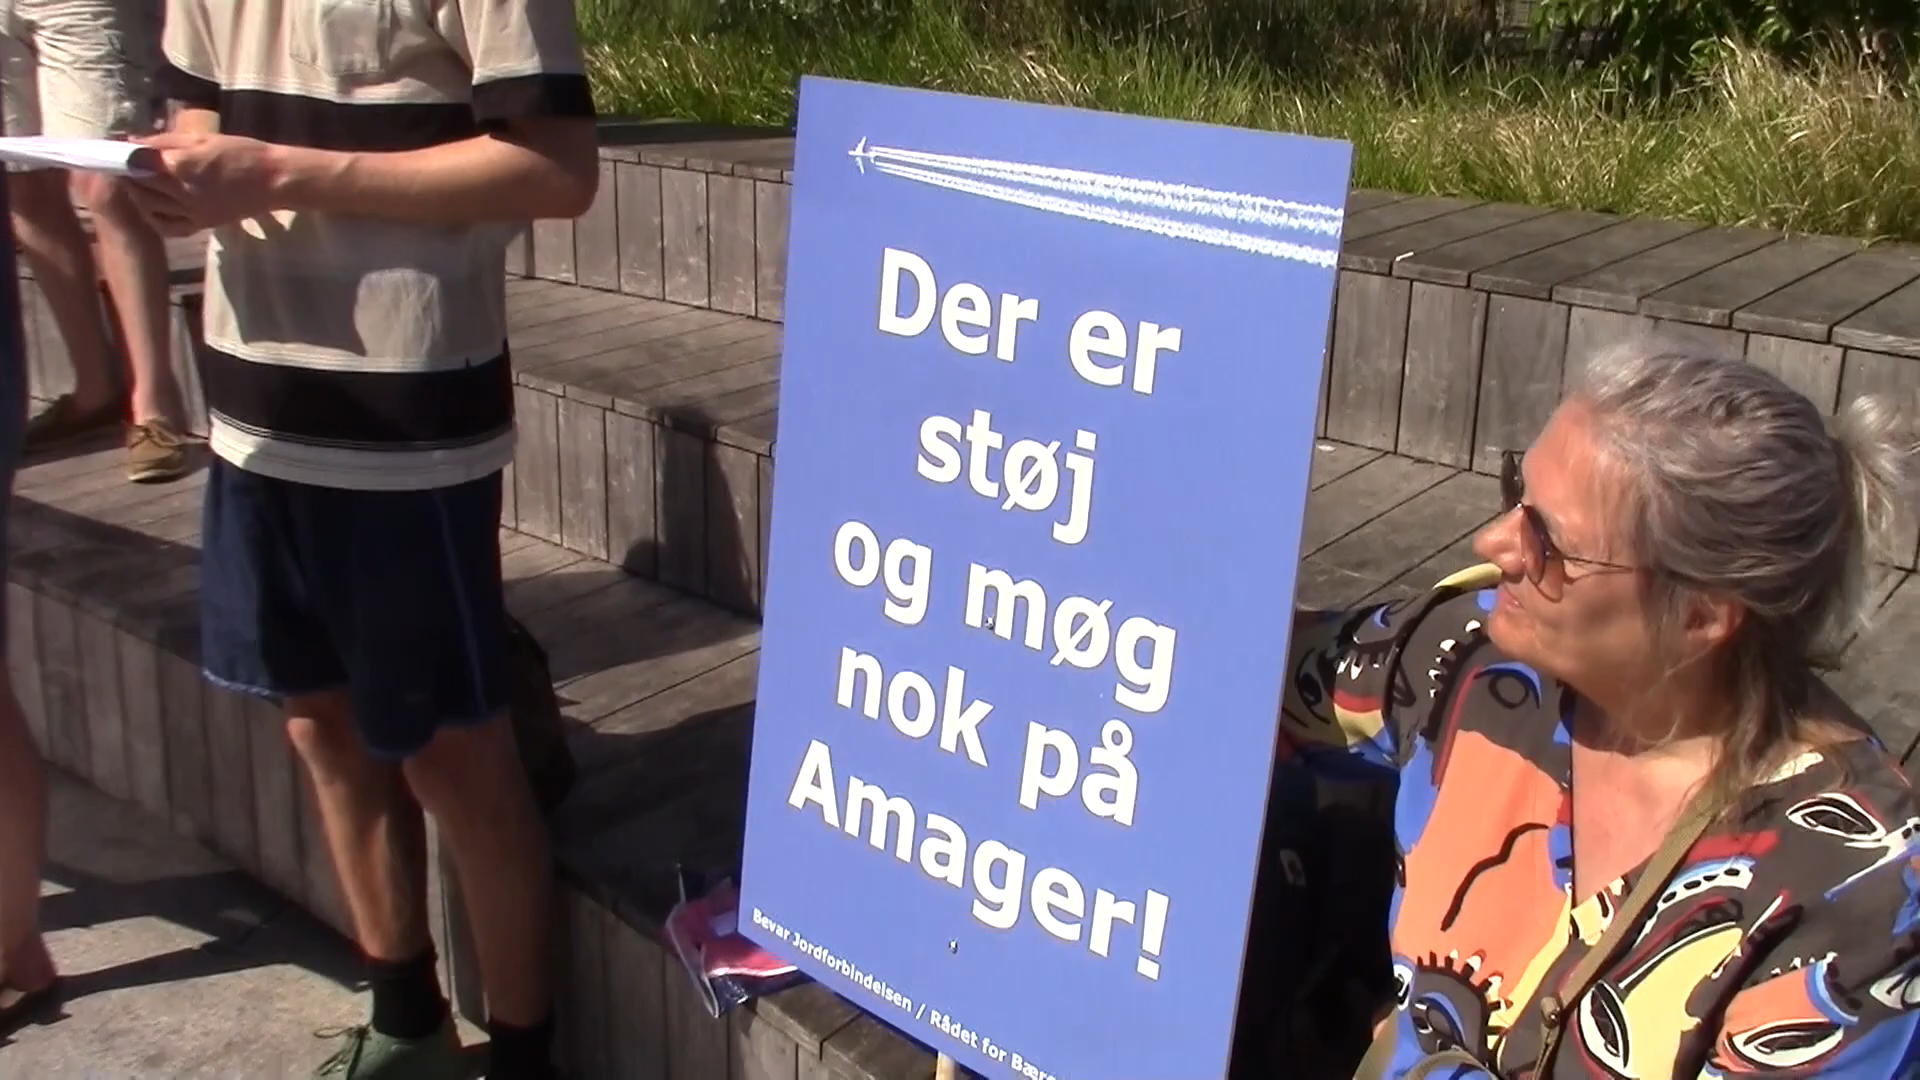 Der er
støj
og møg
nok på
Amager!
Bevar Jordforbindelsen / Rådet for